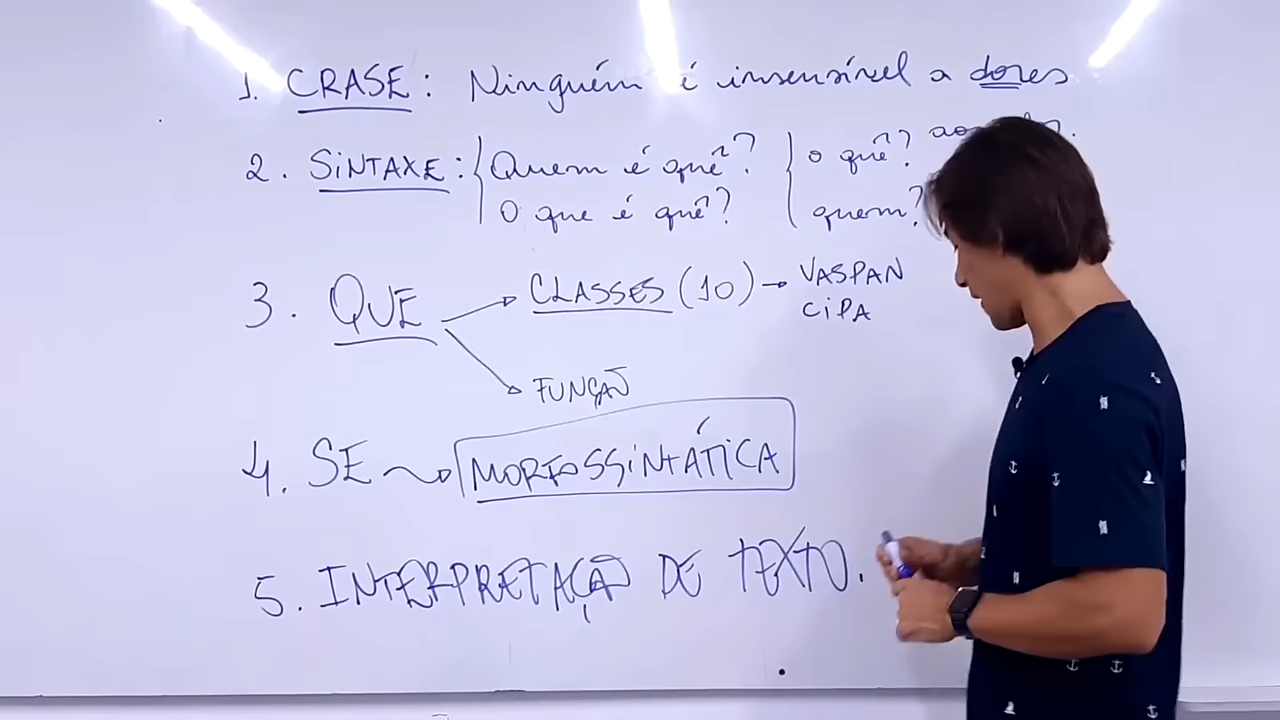 1. CRASE: Ninguém é insensível a dores
2. SINTAXE: Quem é quê? o quê?
O que é quê? quem?
3. QUE CLASSES (10) → VASPAN
CIPA
FUNÇÃO
4. SE MORFOSSINTÁTICA
5. INTERPRETAÇÃO DE TEXTO.